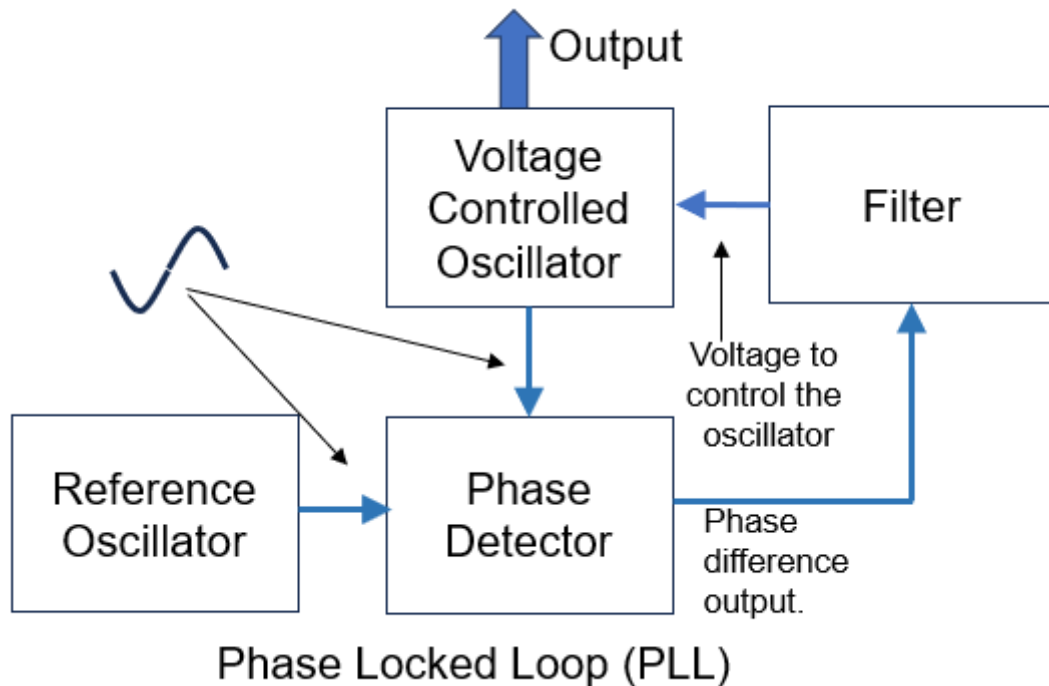 Output
Voltage
Controlled
Oscillator
Filter
Voltage to
control the
oscillator
Reference
Oscillator
Phase
Detector
Phase
difference
output.
Phase Locked Loop (PLL)